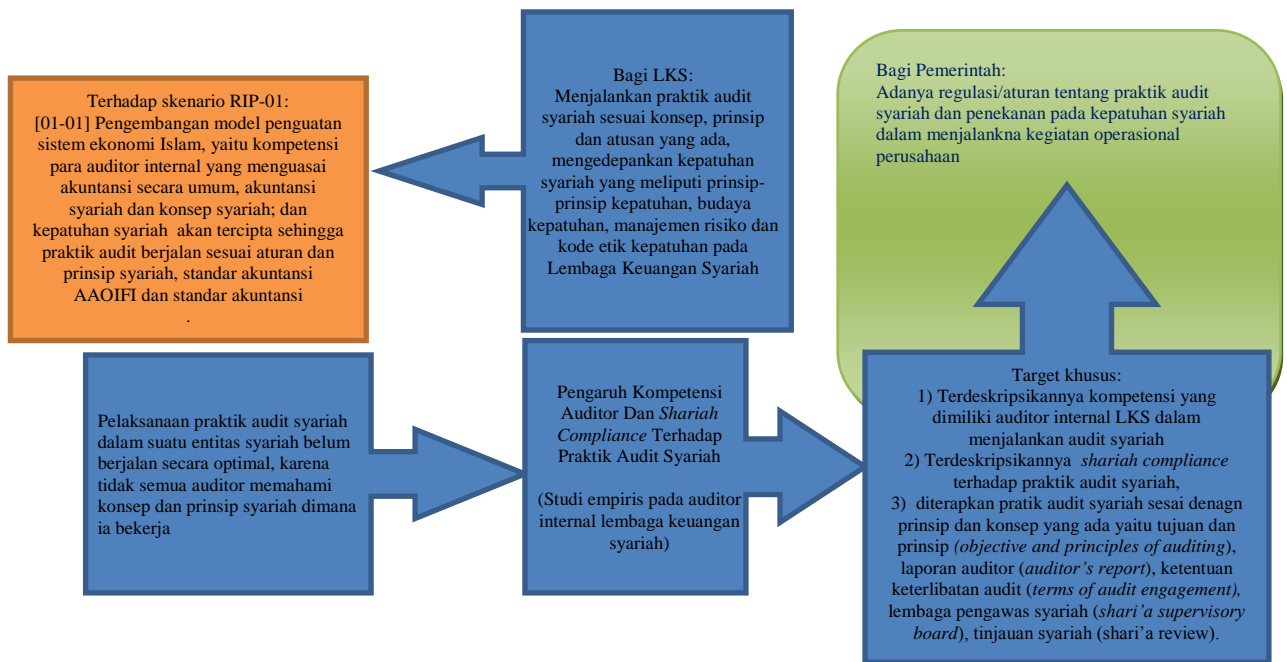 Terhadap skenario RIP-01:
[01-01] Pengembangan model penguatan
sistem ekonomi Islam, yaitu kompetensi
para auditor internal yang menguasai
akuntansi secara umum, akuntansi
syariah dan konsep syariah; dan
kepatuhan syariah akan tercipta sehingga
praktik audit berjalan sesuai aturan dan
prinsip syariah, standar akuntansi
AAOIFI dan standar akuntansi
.
Bagi LKS:
Menjalankan praktik audit
syariah sesuai konsep, prinsip
dan atusan yang ada,
mengedepankan kepatuhan
syariah yang meliputi prinsip-
prinsip kepatuhan, budaya
kepatuhan, manajemen risiko dan
kode etik kepatuhan pada
Lembaga Keuangan Syariah
Bagi Pemerintah:
Adanya regulasi/aturan tentang praktik audit
syariah dan penekanan pada kepatuhan syariah
dalam menjalankna kegiatan operasional
perusahaan
Pelaksanaan praktik audit syariah
dalam suatu entitas syariah belum
berjalan secara optimal, karena
tidak semua auditor memahami
konsep dan prinsip syariah dimana
ia bekerja
Pengaruh Kompetensi
Auditor Dan Shariah
Compliance Terhadap
Praktik Audit Syariah
(Studi empiris pada auditor
internal lembaga keuangan
syariah)
Target khusus:
1) Terdeskripsikannya kompetensi yang
dimiliki auditor internal LKS dalam
menjalankan audit syariah
2) Terdeskripsikannya shariah compliance
terhadap praktik audit syariah,
3) diterapkan pratik audit syariah sesai denagn
prinsip dan konsep yang ada yaitu tujuan dan
prinsip (objective and principles of auditing),
laporan auditor (auditor's report), ketentuan
keterlibatan audit (terms of audit engagement),
lembaga pengawas syariah (shari'a supervisory
board), tinjauan syariah (shari'a review).